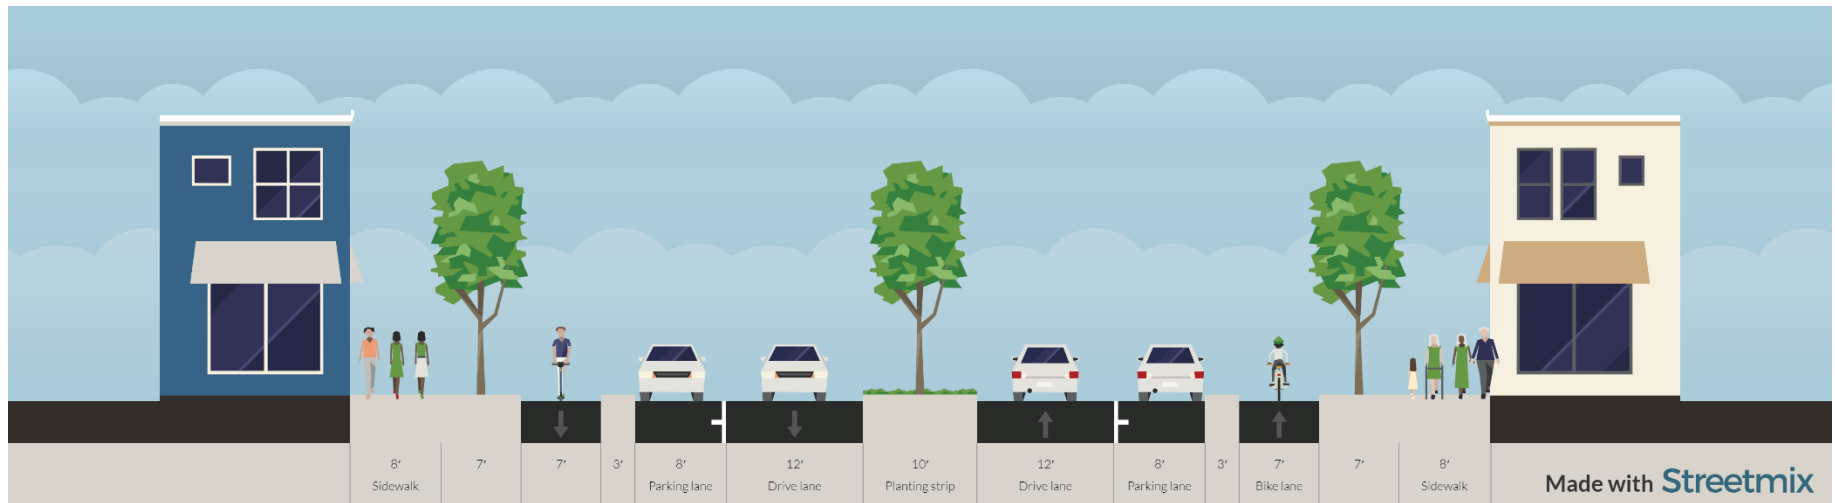 8' 7' 7' 3' 8' 12' 10' 12' 8' 3' 7' 7' 8'
Sidewalk Parking lane Drive lane Planting strip Drive lane Parking lane Bike lane Sidewalk
Made with Streetmix